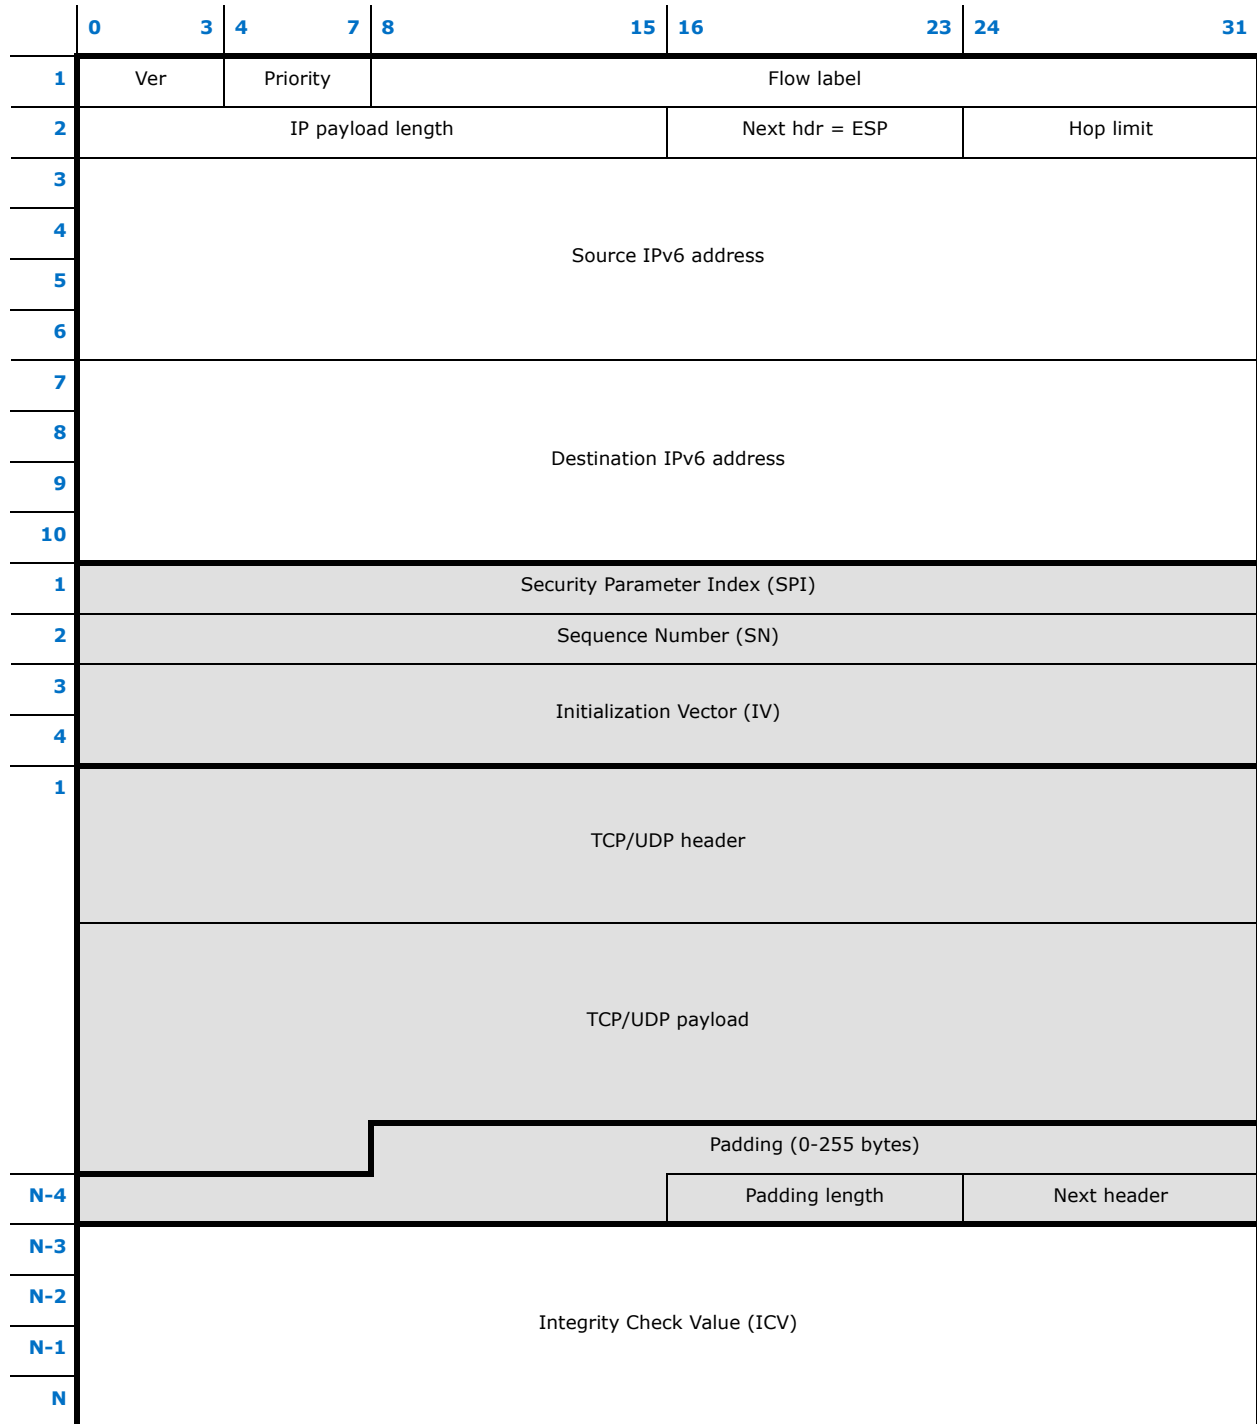 0 3 4 7 8 15 16 23 24 31
1 Ver Priority Flow label
2 IP payload length Next hdr = ESP Hop limit
3
4
Source IPv6 address
5
6
7
8
Destination IPv6 address
9
10
1 Security Parameter Index (SPI)
2 Sequence Number (SN)
3
Initialization Vector (IV)
4
1
TCP/UDP header
TCP/UDP payload
Padding (0-255 bytes)
N-4 Padding length Next header
N-3
N-2
Integrity Check Value (ICV)
N-1
N